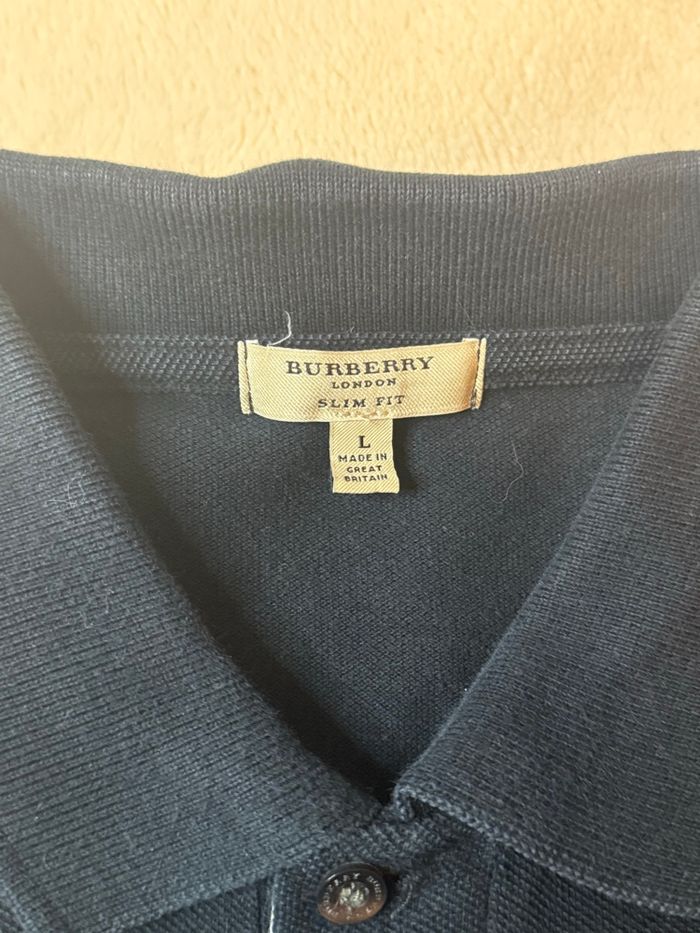 BURBERRY
LONDON
SLIM FIT
L
MADE IN
GREAT
BRITAIN